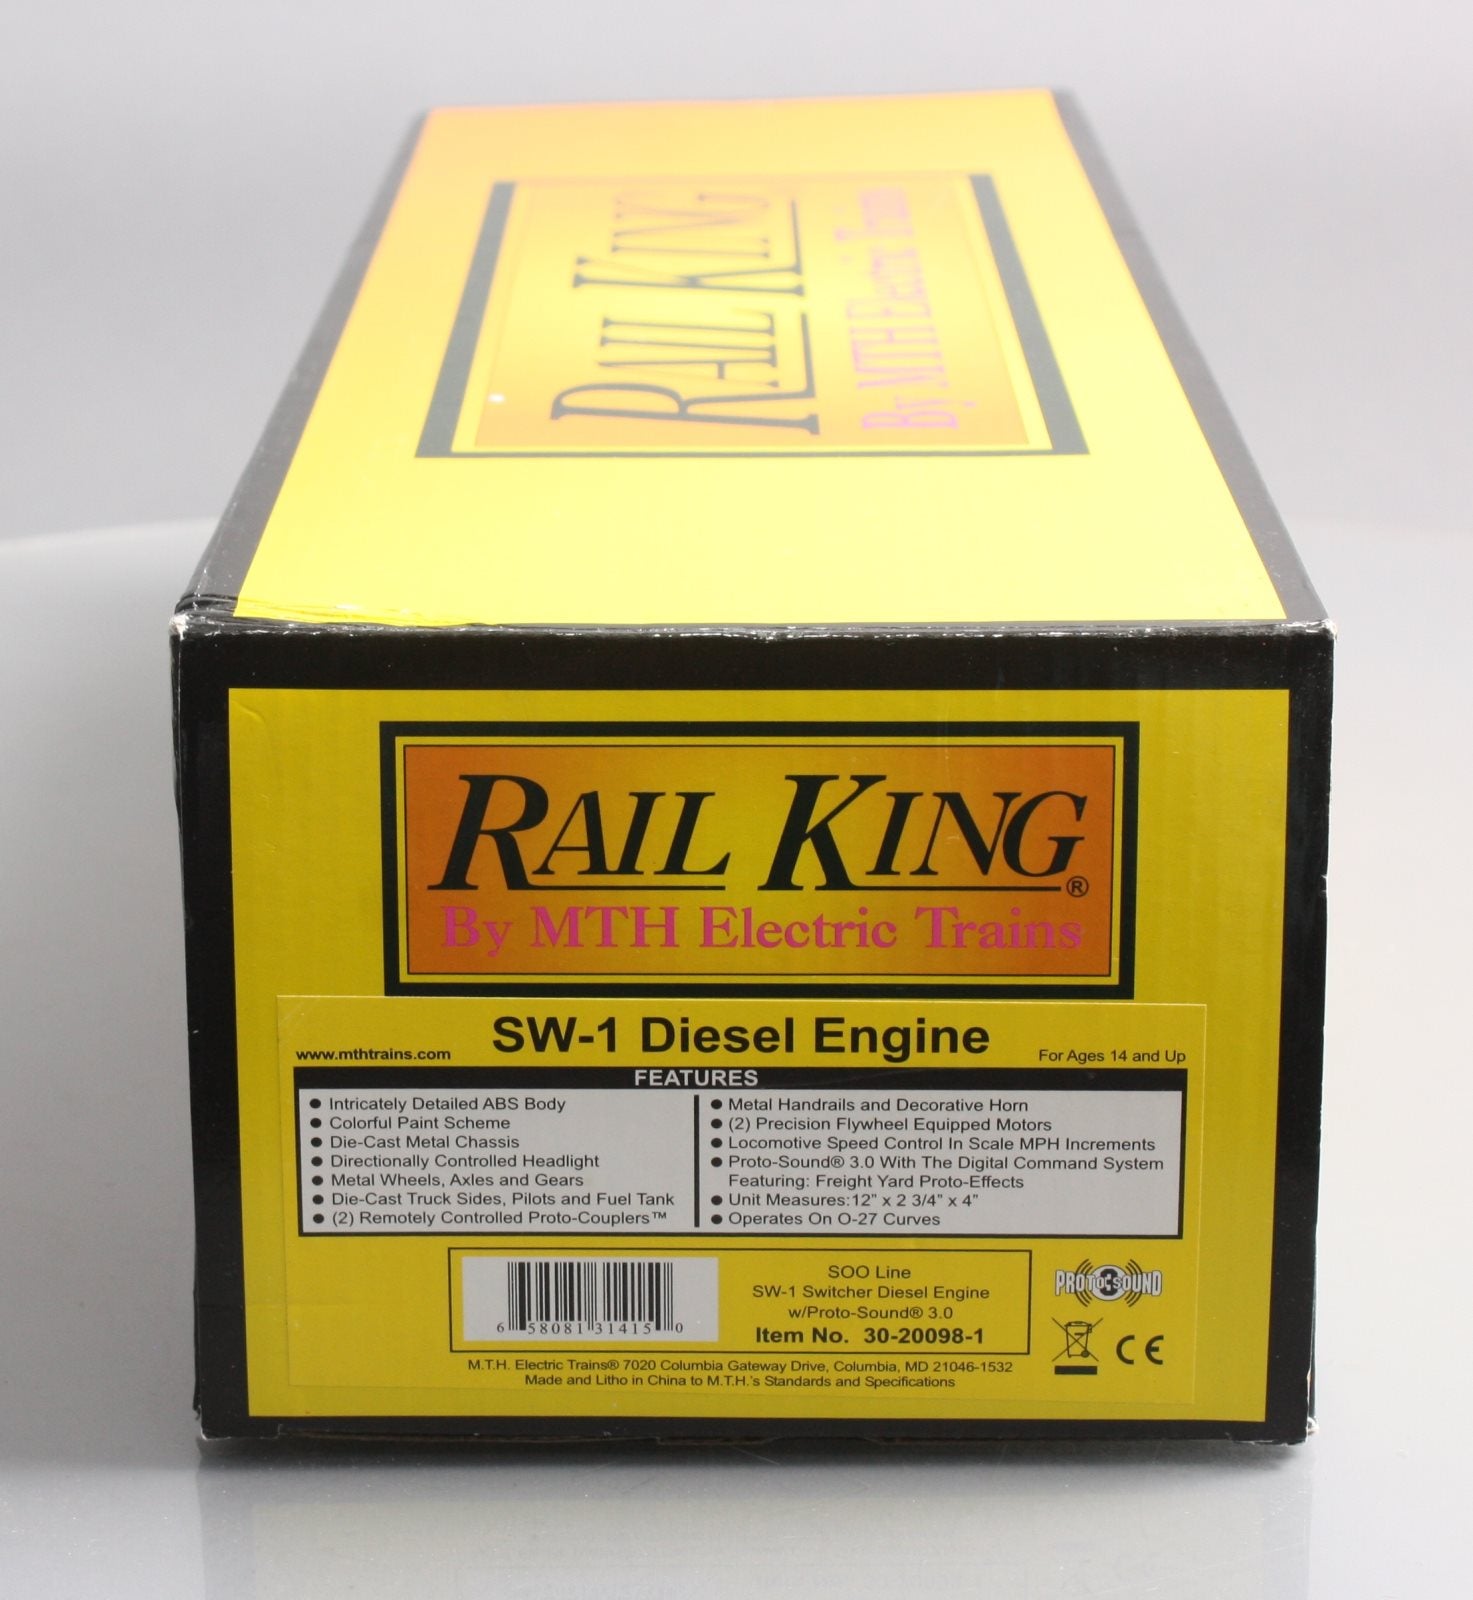 RAIL KING
By MTH Electric Trains
RAIL KING®
By MTH Electric Trains
www.mthtrains.com
SW-1 Diesel Engine
For Ages 14 and Up
FEATURES
● Intricately Detailed ABS Body
● Colorful Paint Scheme
● Die-Cast Metal Chassis
● Directionally Controlled Headlight
● Metal Wheels, Axles and Gears
● Die-Cast Truck Sides, Pilots and Fuel Tank
● (2) Remotely Controlled Proto-Couplers™
● Metal Handrails and Decorative Horn
● (2) Precision Flywheel Equipped Motors
● Locomotive Speed Control In Scale MPH Increments
● Proto-Sound® 3.0 With The Digital Command System
Featuring: Freight Yard Proto-Effects
● Unit Measures:12” x 2 3/4” x 4”
● Operates On O-27 Curves
6 58081 31415 0
SOO Line
SW-1 Switcher Diesel Engine
w/Proto-Sound® 3.0
Item No. 30-20098-1
PROTO 3 SOUND
CE
M.T.H. Electric Trains® 7020 Columbia Gateway Drive, Columbia, MD 21046-1532
Made and Litho in China to M.T.H.'s Standards and Specifications